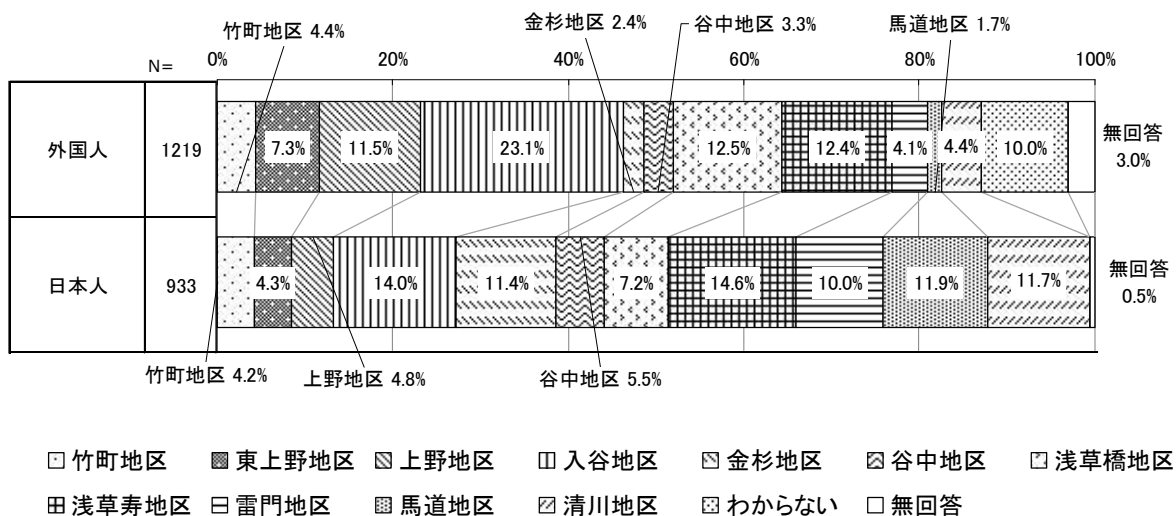 竹町地区 4.4%
金杉地区 2.4%
谷中地区 3.3%
馬道地区 1.7%
N=
0% 20% 40% 60% 80% 100%
外国人 1219 7.3% 11.5% 23.1% 12.5% 12.4% 4.1% 4.4% 10.0% 無回答
3.0%
日本人 933 4.3% 14.0% 11.4% 7.2% 14.6% 10.0% 11.9% 11.7% 無回答
0.5%
竹町地区 4.2%
上野地区 4.8%
谷中地区 5.5%
竹町地区 東上野地区 上野地区 入谷地区 金杉地区 谷中地区 浅草橋地区
浅草寿地区 雷門地区 馬道地区 清川地区 わからない 無回答